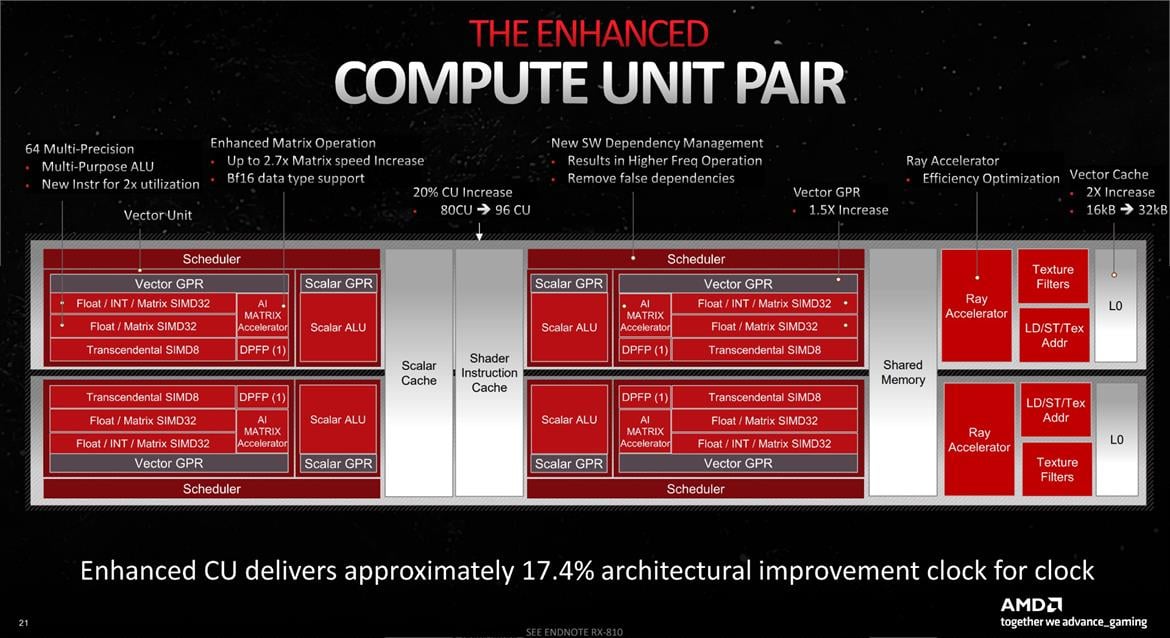 THE ENHANCED
COMPUTE UNIT PAIR
64 Multi-Precision
• Multi-Purpose ALU
• New Instr for 2x utilization
Vector Unit
Enhanced Matrix Operation
• Up to 2.7x Matrix speed Increase
• Bf16 data type support
20% CU Increase
• 80CU → 96 CU
New SW Dependency Management
• Results in Higher Freq Operation
• Remove false dependencies
Vector GPR
• 1.5X Increase
Ray Accelerator
• Efficiency Optimization
Vector Cache
• 2X Increase
• 16kB → 32kB
Scheduler
Vector GPR
Float / INT / Matrix SIMD32
Float / Matrix SIMD32
Transcendental SIMD8
AI
MATRIX
Accelerator
DPFP (1)
Scalar GPR
Scalar ALU
Transcendental SIMD8
Float / Matrix SIMD32
Float / INT / Matrix SIMD32
Vector GPR
DPFP (1)
AI
MATRIX
Accelerator
Scalar ALU
Scalar GPR
Scheduler
Scalar
Cache
Shader
Instruction
Cache
Scheduler
Scalar GPR
Scalar ALU
Vector GPR
AI
MATRIX
Accelerator
DPFP (1)
Float / INT / Matrix SIMD32
Float / Matrix SIMD32
Transcendental SIMD8
Scalar ALU
Scalar GPR
DPFP (1)
AI
MATRIX
Accelerator
Transcendental SIMD8
Float / Matrix SIMD32
Float / INT / Matrix SIMD32
Vector GPR
Scheduler
Shared
Memory
Ray
Accelerator
Texture
Filters
LD/ST/Tex
Addr
L0
Ray
Accelerator
LD/ST/Tex
Addr
Texture
Filters
L0
Enhanced CU delivers approximately 17.4% architectural improvement clock for clock
21
SEE ENDNOTE RX-810
AMD
together we advance_gaming